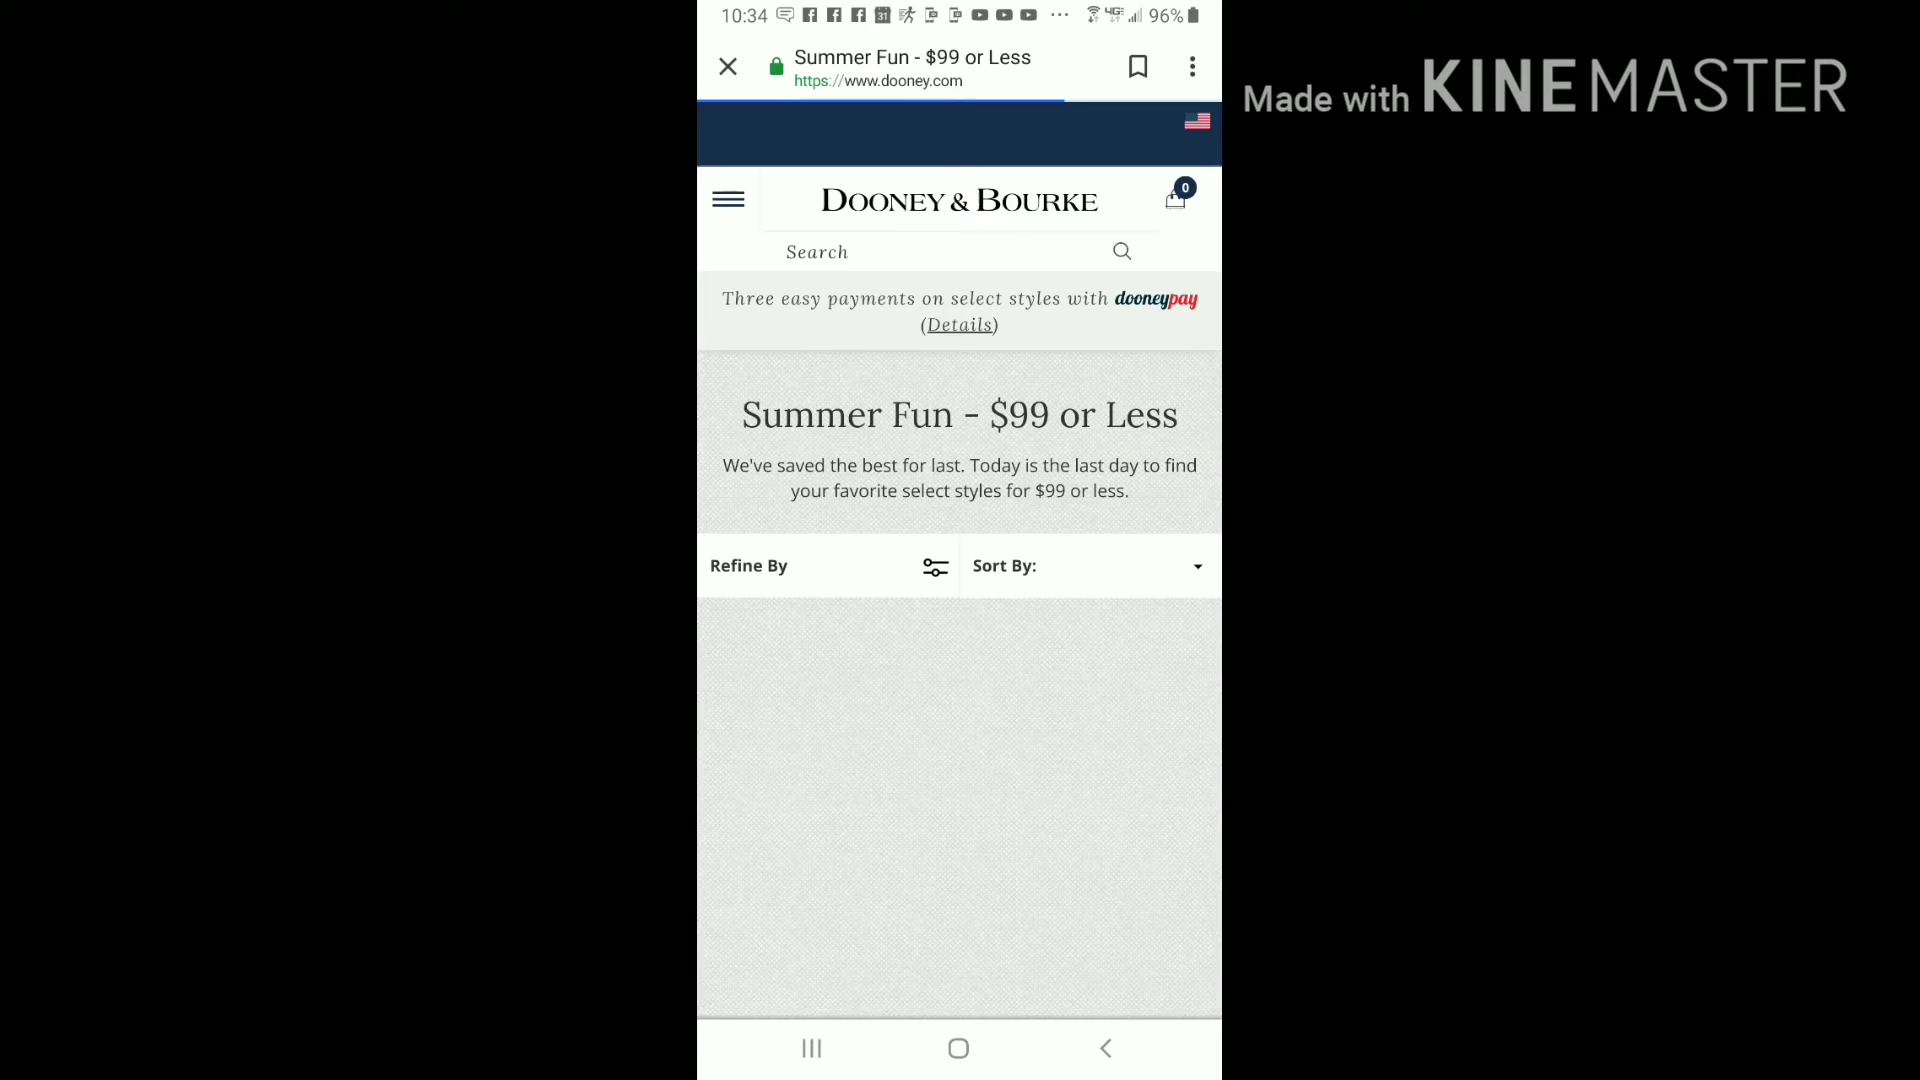 10:34
31
4G
96%
Summer Fun - $99 or Less
https://www.dooney.com
Made with KINEMASTER
DOONEY & BOURKE
0
Search
Three easy payments on select styles with dooneypay
(Details)
Summer Fun - $99 or Less
We've saved the best for last. Today is the last day to find
your favorite select styles for $99 or less.
Refine By
Sort By: